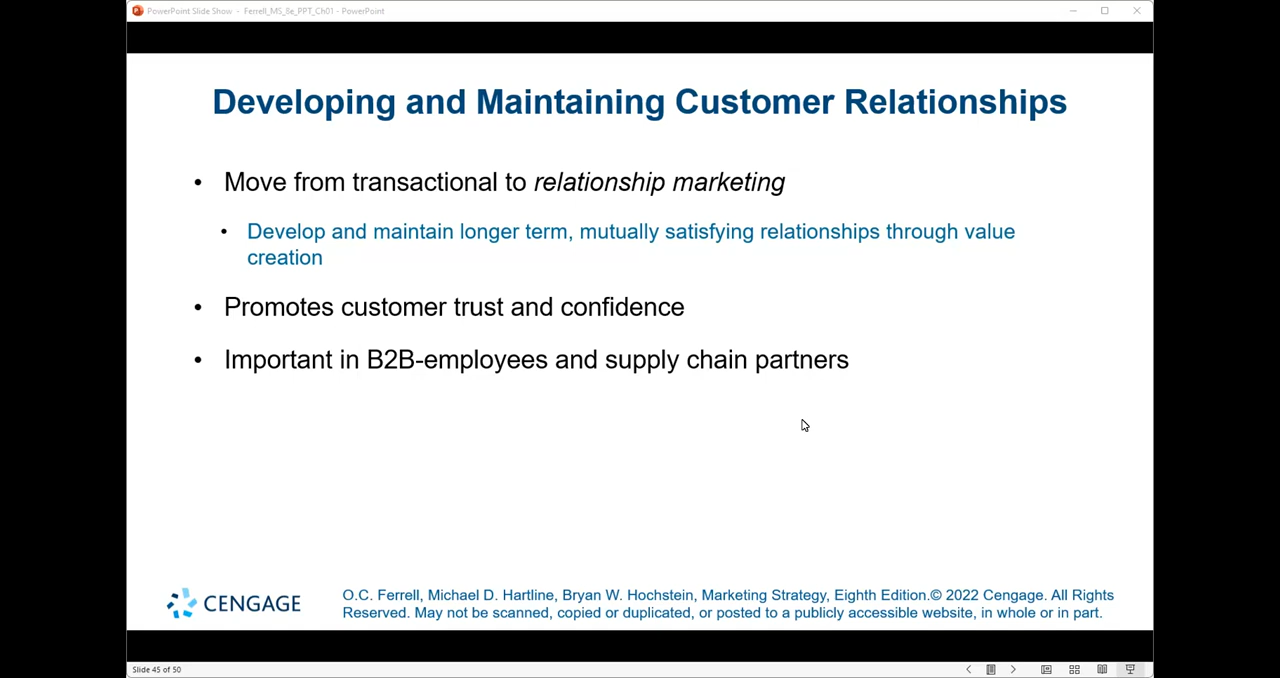 PowerPoint Slide Show - Ferrell_MS_8e_PPT_Ch01 - PowerPoint
Developing and Maintaining Customer Relationships
• Move from transactional to relationship marketing
• Develop and maintain longer term, mutually satisfying relationships through value
creation
• Promotes customer trust and confidence
• Important in B2B-employees and supply chain partners
CENGAGE
O.C. Ferrell, Michael D. Hartline, Bryan W. Hochstein, Marketing Strategy, Eighth Edition.© 2022 Cengage. All Rights
Reserved. May not be scanned, copied or duplicated, or posted to a publicly accessible website, in whole or in part.
Slide 45 of 50